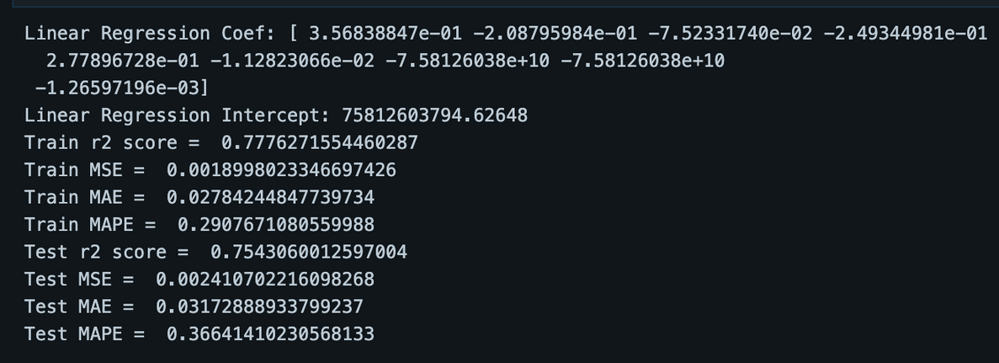 Linear Regression Coef: [ 3.56838847e-01 -2.08795984e-01 -7.52331740e-02 -2.49344981e-01
2.77896728e-01 -1.12823066e-02 -7.58126038e+10 -7.58126038e+10
-1.26597196e-03]
Linear Regression Intercept: 75812603794.62648
Train r2 score =  0.7776271554460287
Train MSE =  0.0018998023346697426
Train MAE =  0.02784244847739734
Train MAPE =  0.2907671080559988
Test r2 score =  0.7543060012597004
Test MSE =  0.002410702216098268
Test MAE =  0.03172888933799237
Test MAPE =  0.36641410230568133